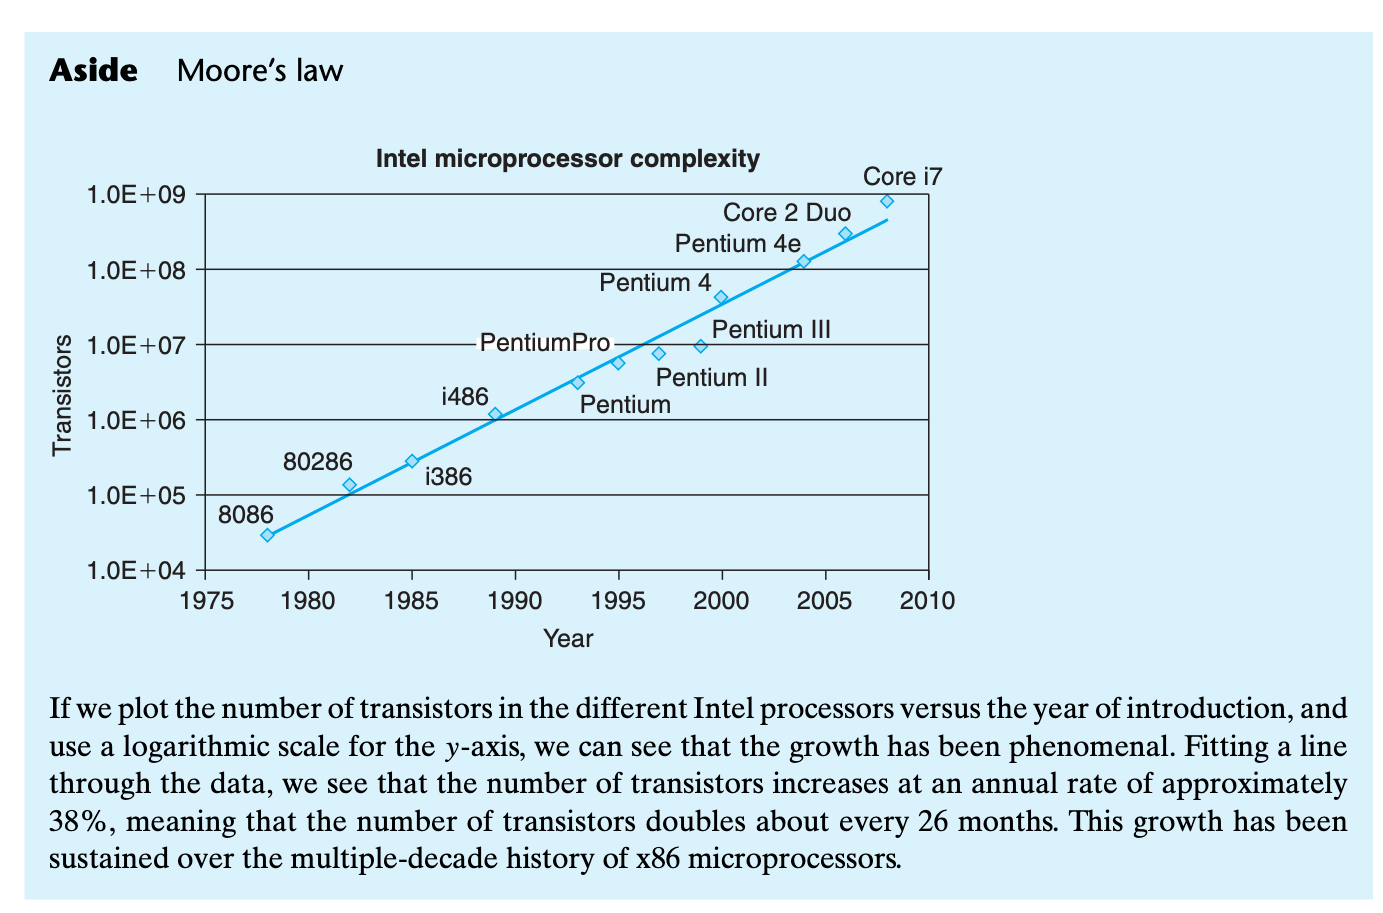 Aside Moore's law
Intel microprocessor complexity
Core i7
1.0E+09
Core 2 Duo
Pentium 4e
1.0E+08
Pentium 4
Pentium III
PentiumPro
1.0E+07
Pentium II
i486
Pentium
1.0E+06
80286
i386
1.0E+05
8086
1.0E+04
Transistors
1975 1980 1985 1990 1995 2000 2005 2010
Year
If we plot the number of transistors in the different Intel processors versus the year of introduction, and
use a logarithmic scale for the y-axis, we can see that the growth has been phenomenal. Fitting a line
through the data, we see that the number of transistors increases at an annual rate of approximately
38%, meaning that the number of transistors doubles about every 26 months. This growth has been
sustained over the multiple-decade history of x86 microprocessors.